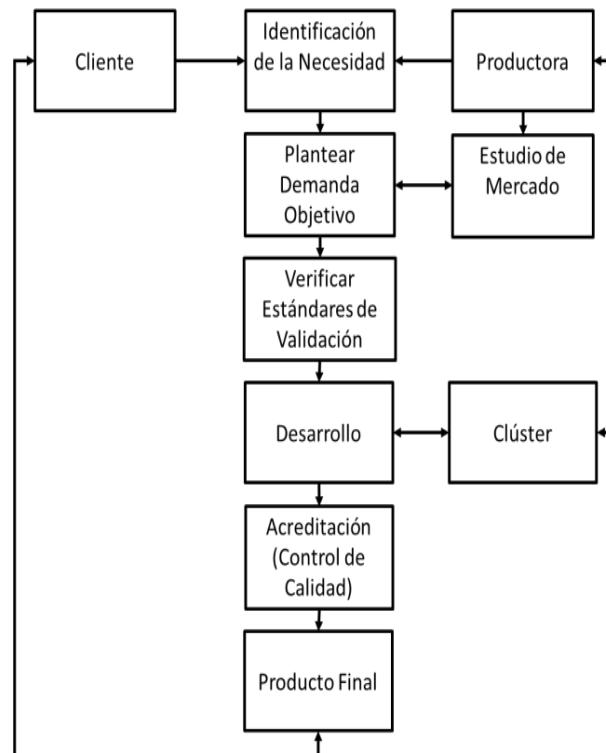 Cliente
Identificación
de la Necesidad
Productora
Plantear
Demanda
Objetivo
Estudio de
Mercado
Verificar
Estándares de
Validación
Desarrollo
Clúster
Acreditación
(Control de
Calidad)
Producto Final